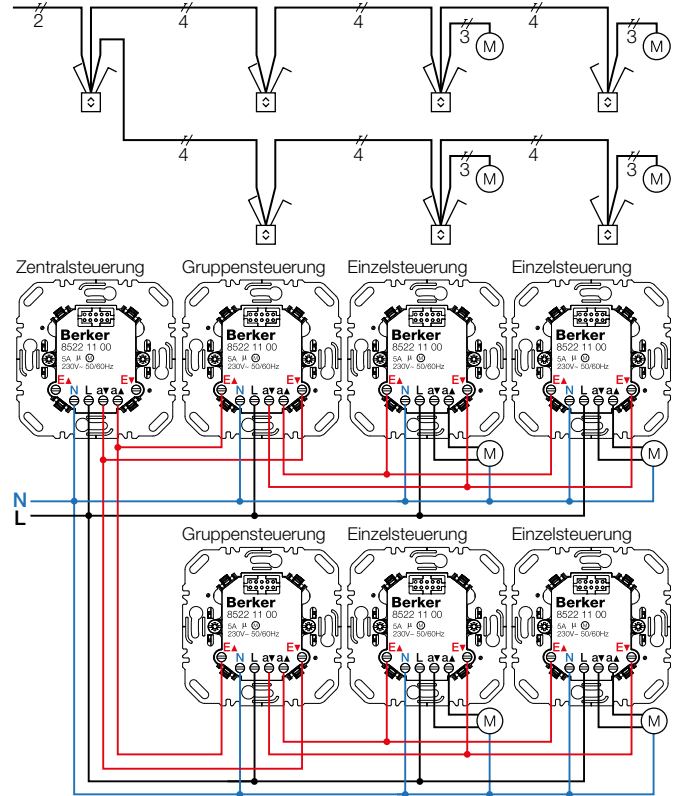 2 4 4 3 M 4 3 M
4 4 3 M 4 3 M
Zentralsteuerung Gruppensteuerung Einzelsteuerung Einzelsteuerung
Berker Berker Berker Berker
8522 11 00 8522 11 00 8522 11 00 8522 11 00
5A µ M 5A µ M 5A µ M 5A µ M
230V~ 50/60Hz 230V~ 50/60Hz 230V~ 50/60Hz 230V~ 50/60Hz
E▲ N L a▼ a▲ E▼ E▲ N L a▼ a▲ E▼ E▲ N L a▼ a▲ E▼ E▲ N L a▼ a▲ E▼
M M
N
L
Gruppensteuerung Einzelsteuerung Einzelsteuerung
Berker Berker Berker
8522 11 00 8522 11 00 8522 11 00
5A µ M 5A µ M 5A µ M
230V~ 50/60Hz 230V~ 50/60Hz 230V~ 50/60Hz
E▲ N L a▼ a▲ E▼ E▲ N L a▼ a▲ E▼ E▲ N L a▼ a▲ E▼
M M